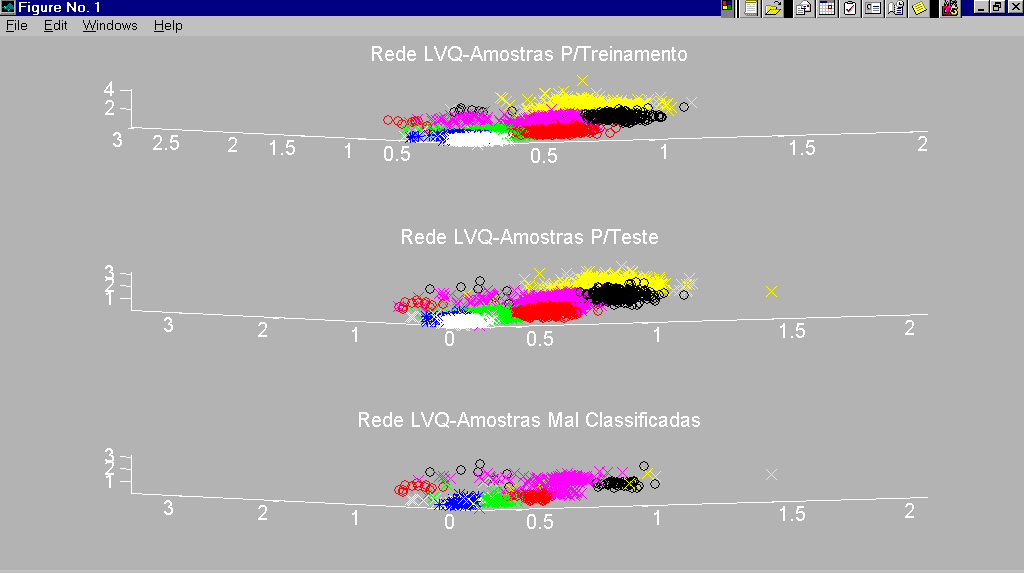 Figure No. 1
File Edit Windows Help
Rede LVQ-Amostras P/Treinamento
4
2
3 2.5 2 1.5 1 0.5 0.5 1 1.5 2
Rede LVQ-Amostras P/Teste
3
2
1
3 2 1 0 0.5 1 1.5 2
Rede LVQ-Amostras Mal Classificadas
3
2
1
3 2 1 0 0.5 1 1.5 2